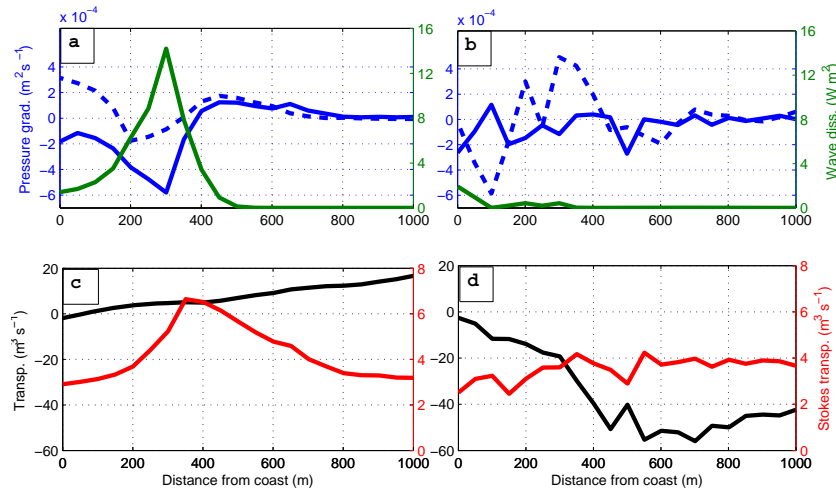 x 10⁻⁴
x 10⁻⁴
a
b
4
2
0
−2
−4
−6
16
12
8
4
0
4
2
0
−2
−4
−6
16
12
8
4
0
Pressure grad. (m² s⁻¹)
Wave diss. W m²)
0 200 400 600 800 1000
0 200 400 600 800 1000
c
d
20
0
−20
−40
−60
8
6
4
2
0
20
0
−20
−40
−60
8
6
4
2
0
Transp. (m³ s⁻¹)
Stokes transp. (m³ s⁻¹)
0 200 400 600 800 1000
0 200 400 600 800 1000
Distance from coast (m)
Distance from coast (m)